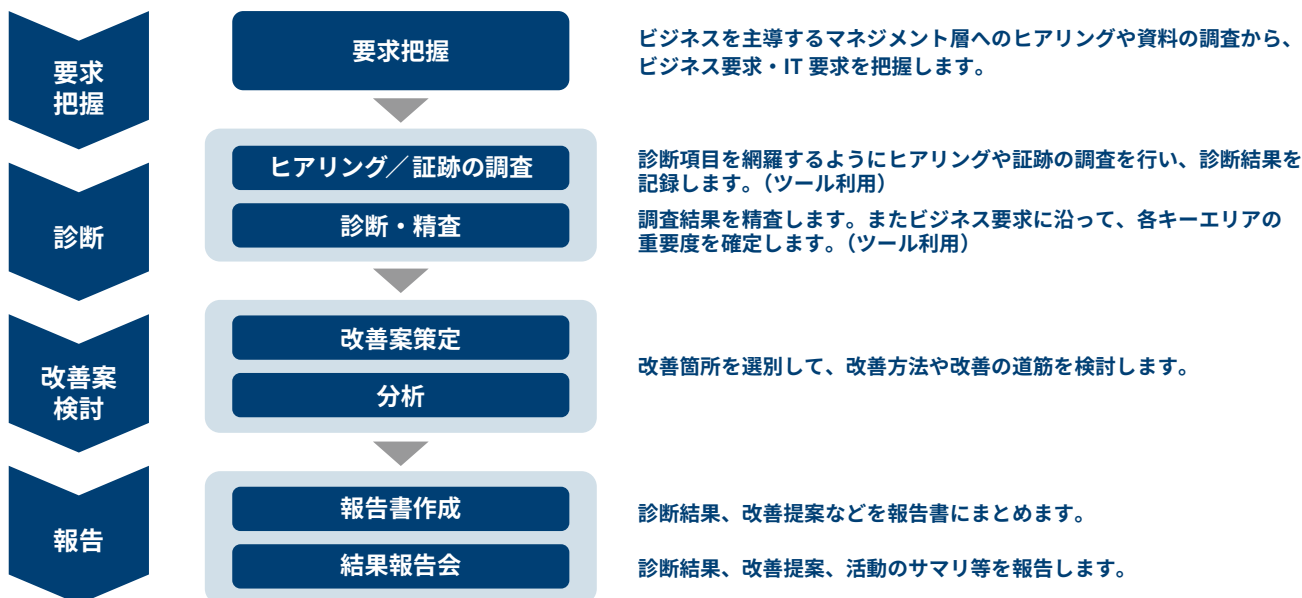 要求
把握
要求把握
ビジネスを主導するマネジメント層へのヒアリングや資料の調査から、
ビジネス要求・IT 要求を把握します。
診断
ヒアリング／証跡の調査
診断項目を網羅するようにヒアリングや証跡の調査を行い、診断結果を
記録します。（ツール利用）
診断・精査
調査結果を精査します。またビジネス要求に沿って、各キーエリアの
重要度を確定します。（ツール利用）
改善案
検討
改善案策定
分析
改善箇所を選別して、改善方法や改善の道筋を検討します。
報告
報告書作成
診断結果、改善提案などを報告書にまとめます。
結果報告会
診断結果、改善提案、活動のサマリ等を報告します。